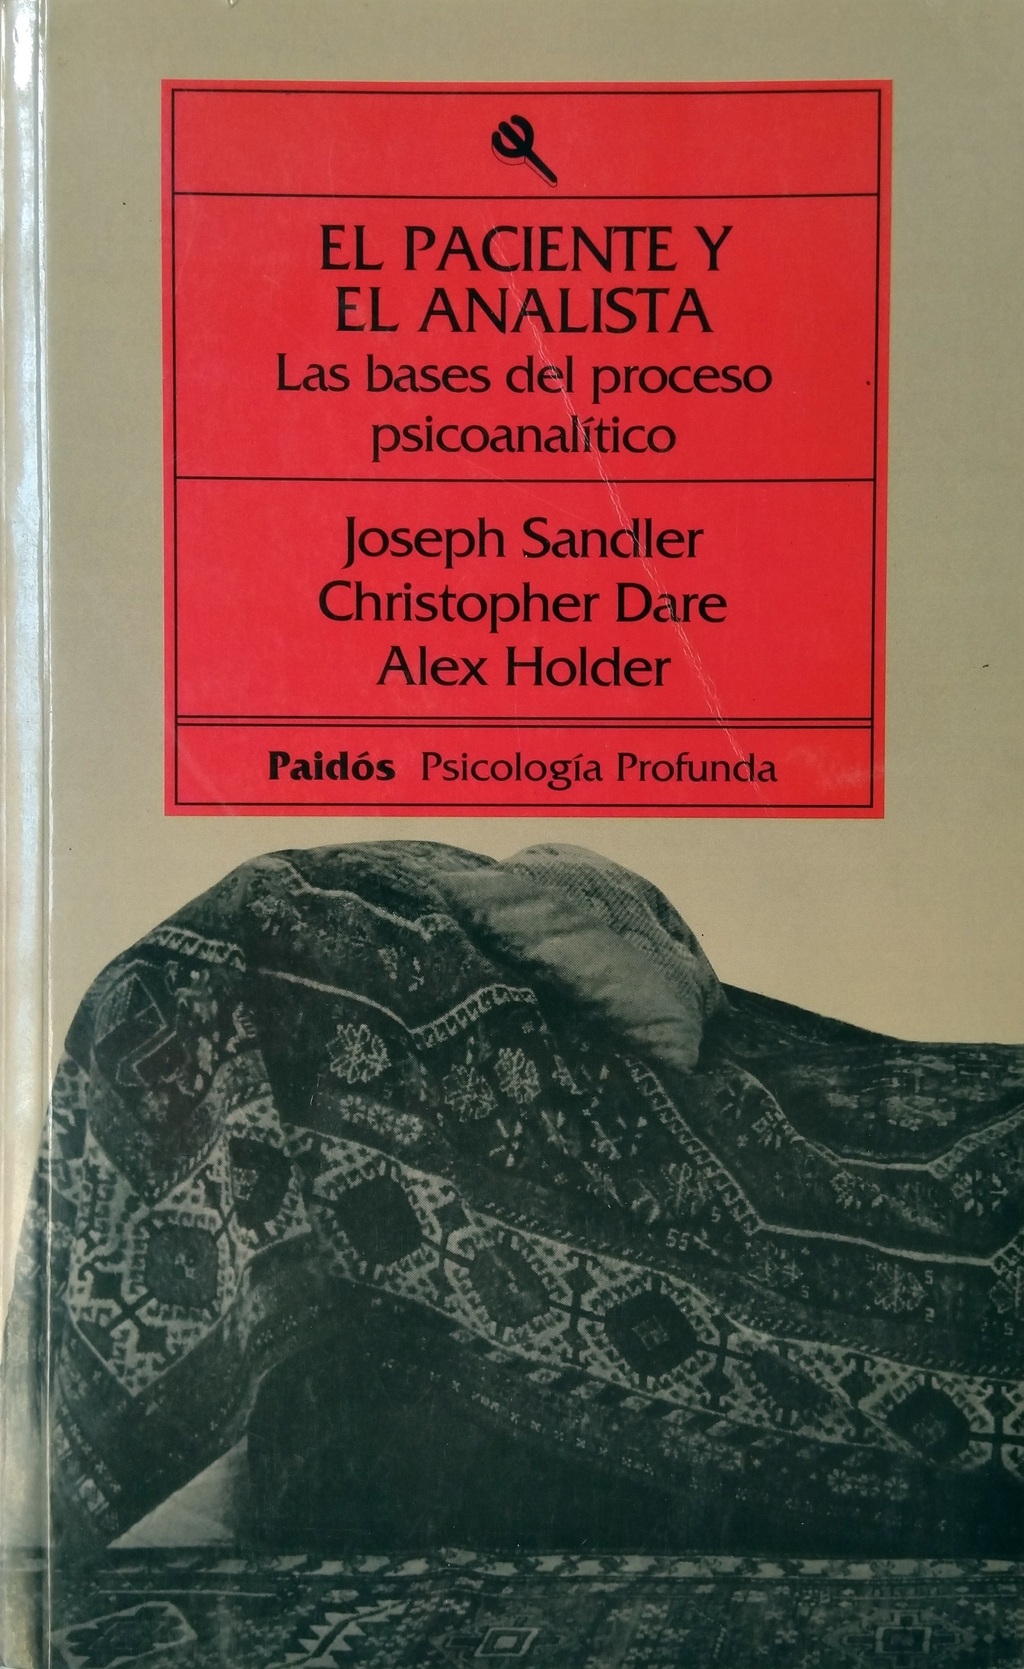 EL PACIENTE Y
EL ANALISTA
Las bases del proceso
psicoanalítico
Joseph Sandler
Christopher Dare
Alex Holder
Paidós Psicología Profunda